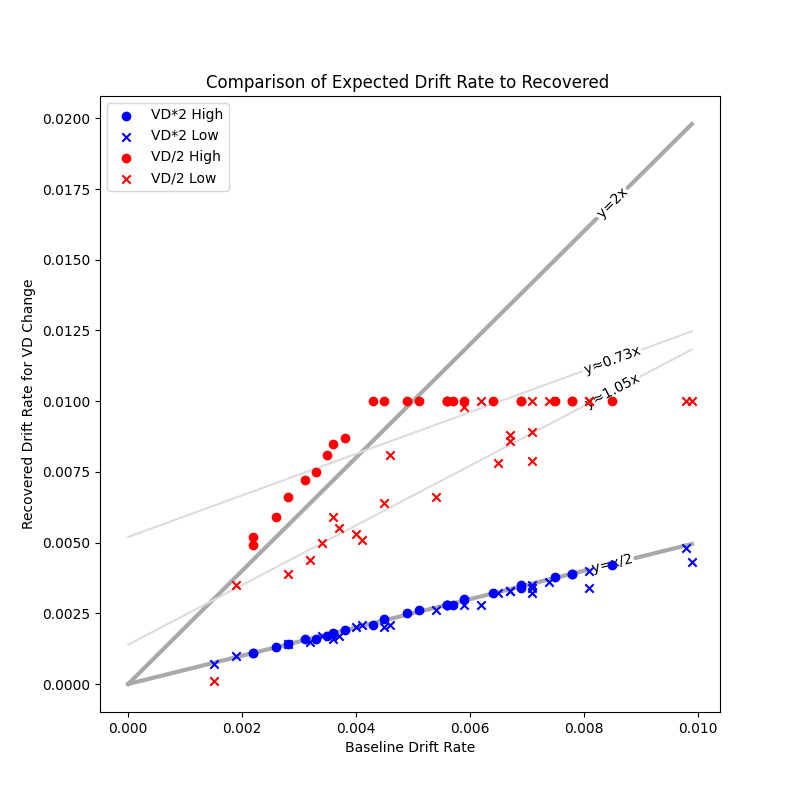 Comparison of Expected Drift Rate to Recovered
VD*2 High
VD*2 Low
VD/2 High
VD/2 Low
0.0200
0.0175
0.0150
0.0125
0.0100
0.0075
0.0050
0.0025
0.0000
Recovered Drift Rate for VD Change
y=2x
y≈0.73x
y≈1.05x
y=x/2
0.000 0.002 0.004 0.006 0.008 0.010
Baseline Drift Rate